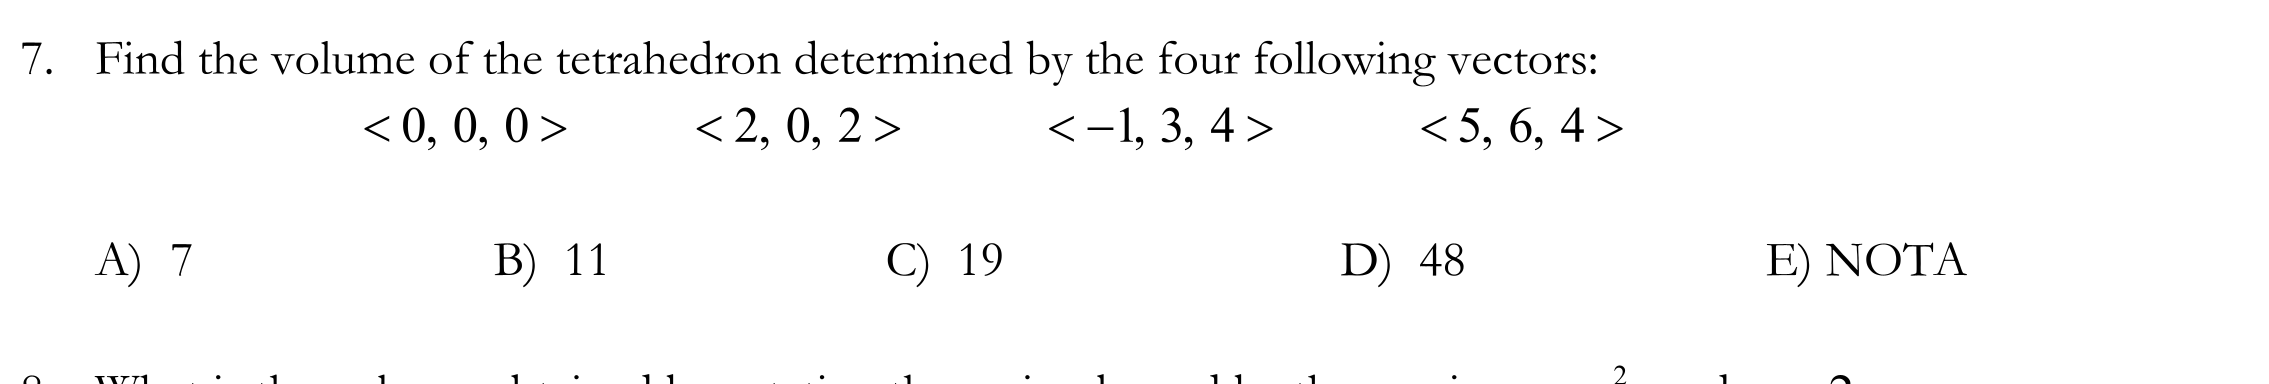 7. Find the volume of the tetrahedron determined by the four following vectors:
<0, 0, 0> <2, 0, 2> <−1, 3, 4> <5, 6, 4>
A) 7 B) 11 C) 19 D) 48 E) NOTA